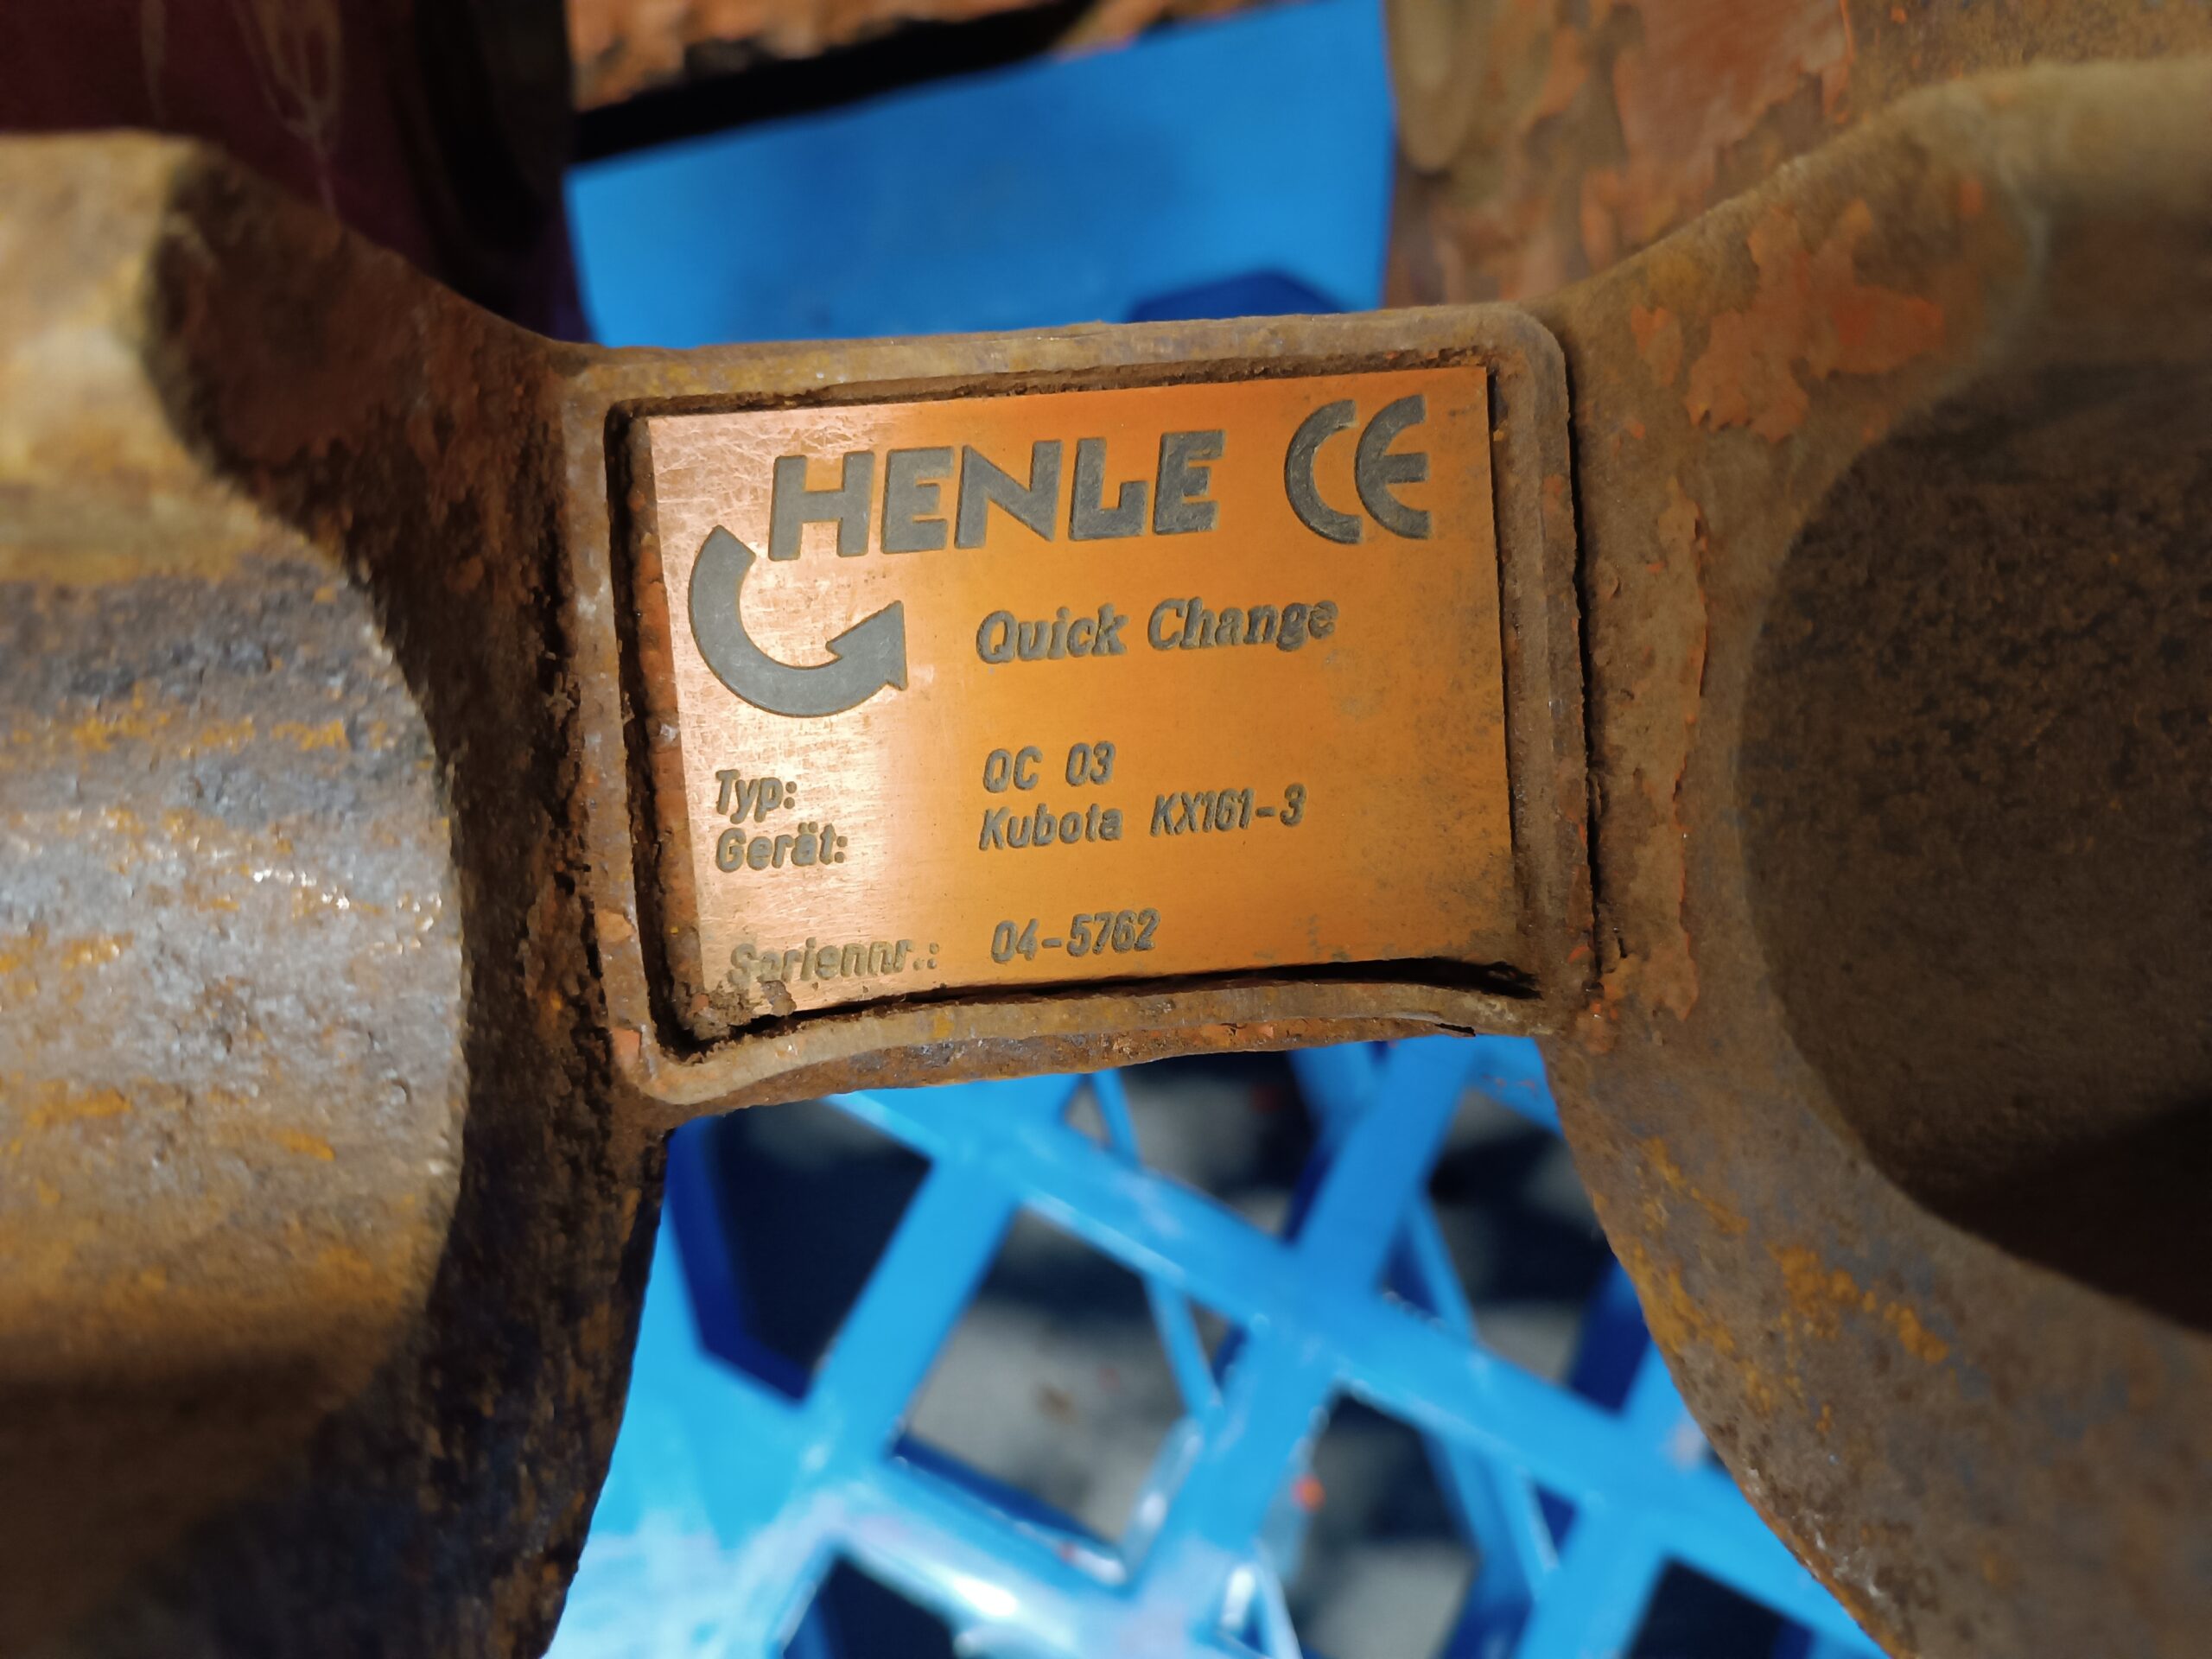 HENLE CE
Quick Change
Typ: QC 03
Gerät: Kubota KX161-3
Seriennr.: 04-5762